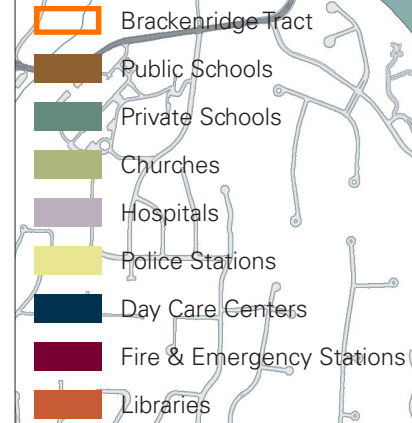 Brackenridge Tract
Public Schools
Private Schools
Churches
Hospitals
Police Stations
Day Care Centers
Fire & Emergency Stations
Libraries